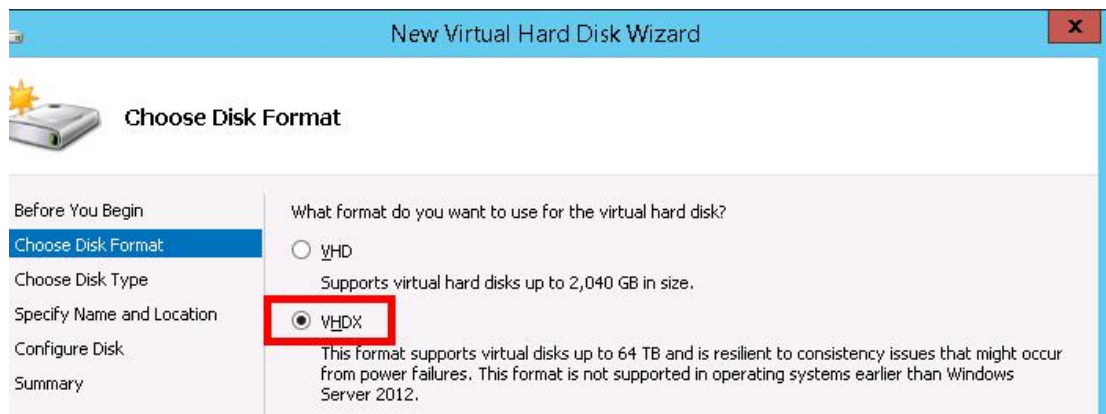 New Virtual Hard Disk Wizard
x
Choose Disk Format
Before You Begin
Choose Disk Format
Choose Disk Type
Specify Name and Location
Configure Disk
Summary
What format do you want to use for the virtual hard disk?
VHD
Supports virtual hard disks up to 2,040 GB in size.
VHDX
This format supports virtual disks up to 64 TB and is resilient to consistency issues that might occur
from power failures. This format is not supported in operating systems earlier than Windows
Server 2012.